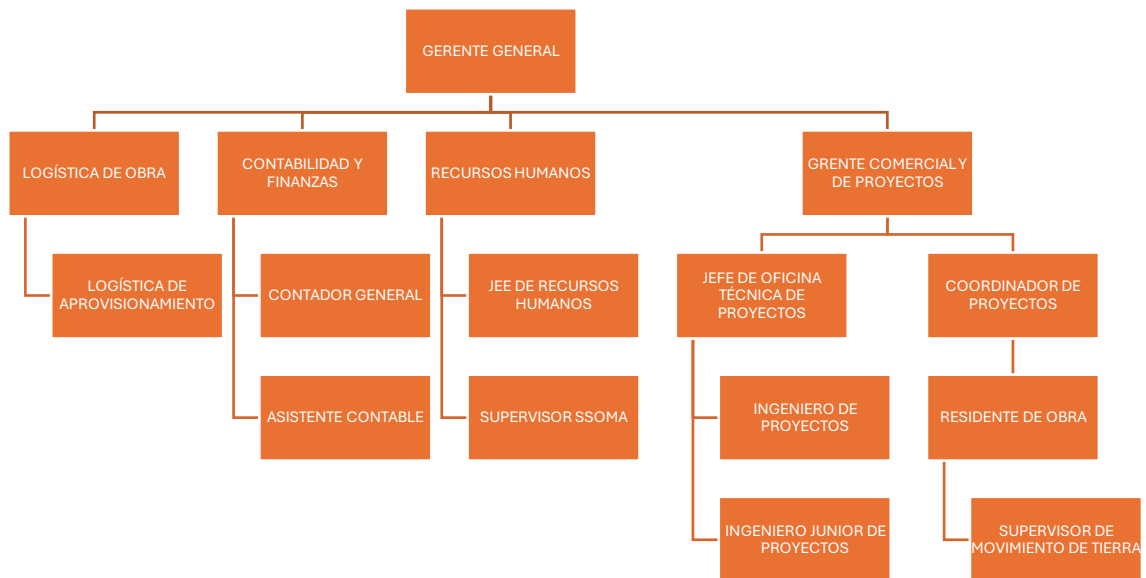 GERENTE GENERAL
LOGÍSTICA DE OBRA
CONTABILIDAD Y
FINANZAS
RECURSOS HUMANOS
GRENTE COMERCIAL Y
DE PROYECTOS
LOGÍSTICA DE
APROVISIONAMIENTO
CONTADOR GENERAL
JEE DE RECURSOS
HUMANOS
JEFE DE OFICINA
TÉCNICA DE
PROYECTOS
COORDINADOR DE
PROYECTOS
ASISTENTE CONTABLE
SUPERVISOR SSOMA
INGENIERO DE
PROYECTOS
RESIDENTE DE OBRA
INGENIERO JUNIOR DE
PROYECTOS
SUPERVISOR DE
MOVIMIENTO DE TIERRA